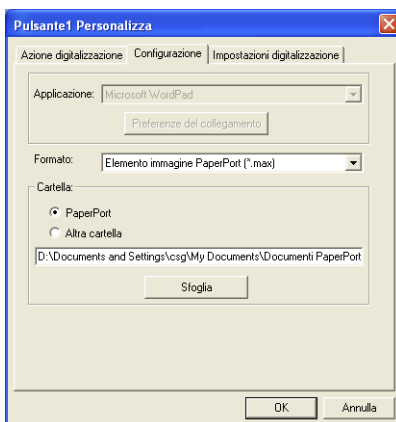 Pulsante1 Personalizza
Azione digitalizzazione Configurazione Impostazioni digitalizzazione
Applicazione: Microsoft WordPad
Preferenze del collegamento
Formato: Elemento immagine PaperPort (*.max)
Cartella:
PaperPort
Altra cartella
D:\Documents and Settings\csg\My Documents\Documenti PaperPort
Sfoglia
OK Annulla